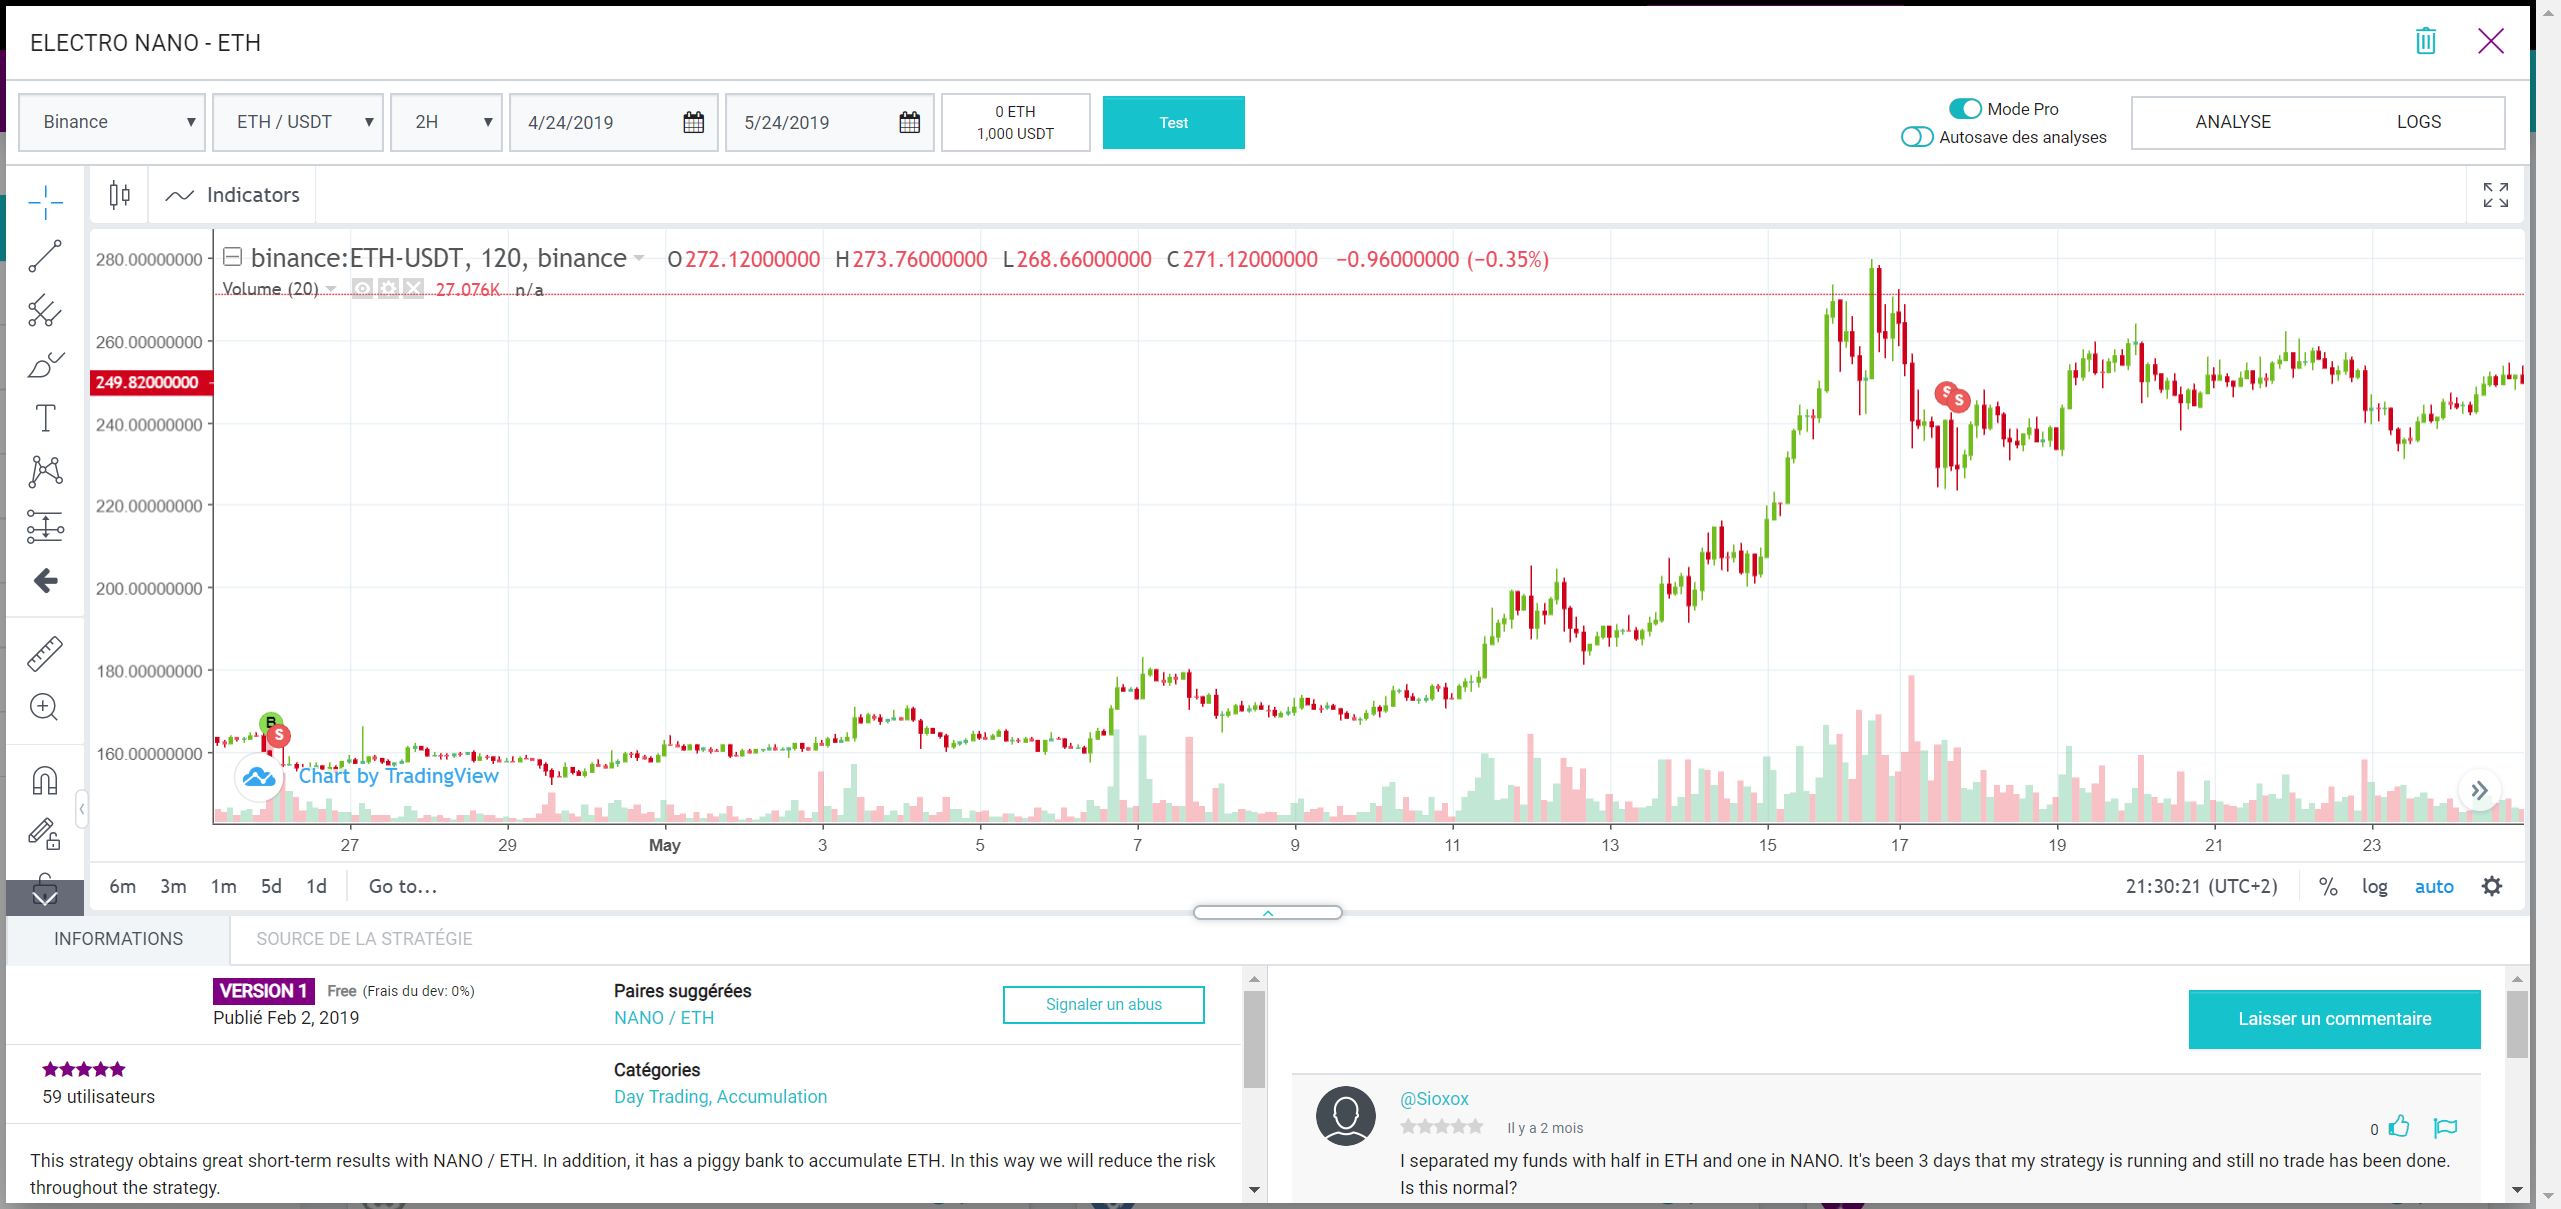 ELECTRO NANO - ETH
Binance
ETH / USDT
2H
4/24/2019
5/24/2019
0 ETH
1,000 USDT
Test
Mode Pro
Autosave des analyses
ANALYSE
LOGS
Indicators
binance:ETH-USDT, 120, binance O272.12000000 H273.76000000 L268.66000000 C271.12000000 −0.96000000 (−0.35%)
Volume (20) 27.076K n/a
280.00000000
260.00000000
249.82000000
240.00000000
220.00000000
200.00000000
180.00000000
160.00000000
B
S
S
S
Chart by TradingView
27 29 May 3 5 7 9 11 13 15 17 19 21 23
6m 3m 1m 5d 1d Go to...
21:30:21 (UTC+2) % log auto
INFORMATIONS
SOURCE DE LA STRATÉGIE
VERSION 1 Free (Frais du dev: 0%)
Publié Feb 2, 2019
Paires suggérées
NANO / ETH
Signaler un abus
59 utilisateurs
Catégories
Day Trading, Accumulation
This strategy obtains great short-term results with NANO / ETH. In addition, it has a piggy bank to accumulate ETH. In this way we will reduce the risk
throughout the strategy.
Laisser un commentaire
@Sioxox
Il y a 2 mois
0
I separated my funds with half in ETH and one in NANO. It's been 3 days that my strategy is running and still no trade has been done.
Is this normal?